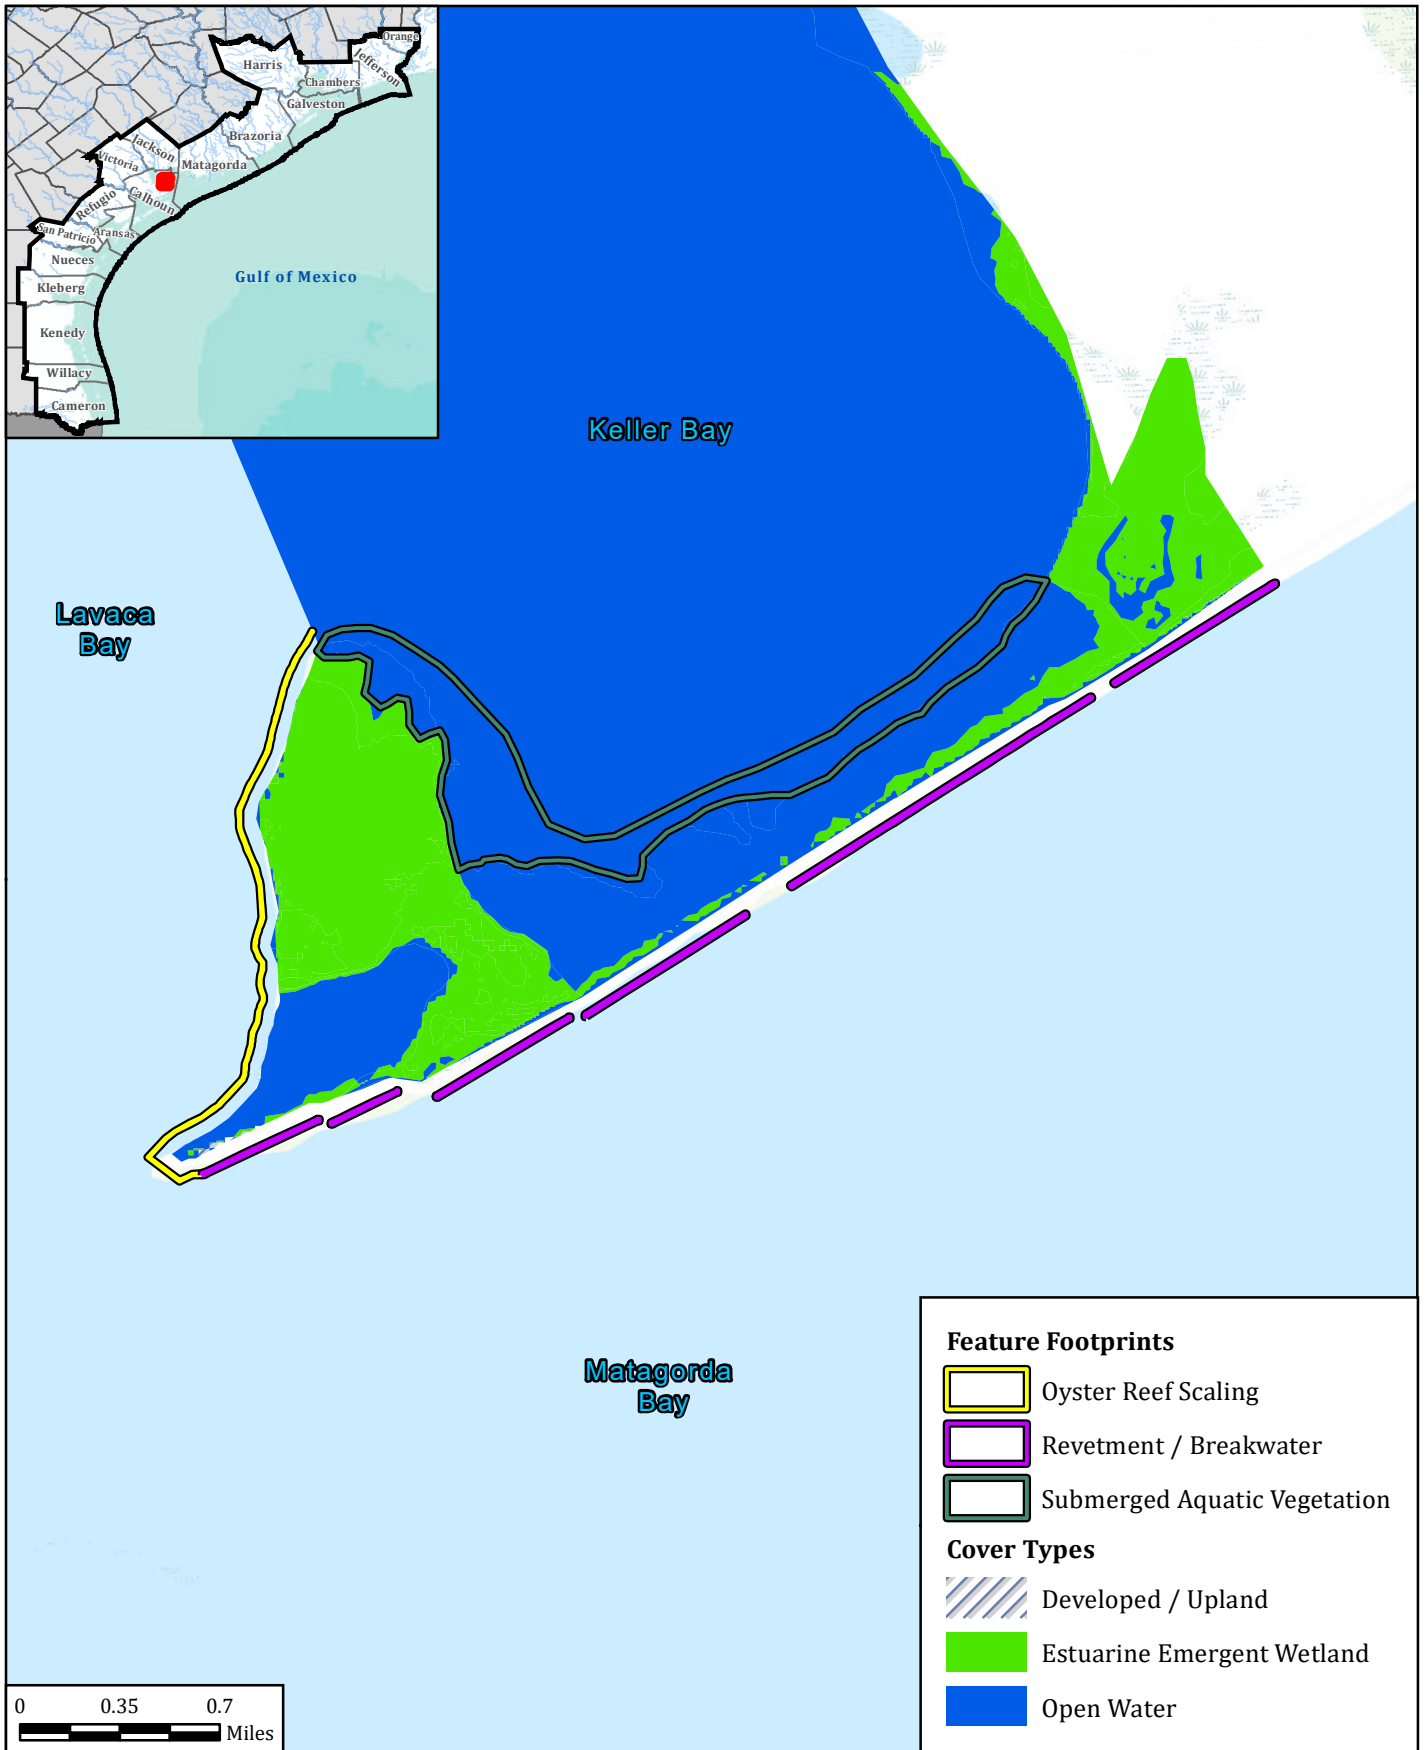 Orange
Harris
Jefferson
Chambers
Galveston
Brazoria
Jackson
Victoria
Matagorda
Calhoun
Refugio
San Patricio
Aransas
Nueces
Gulf of Mexico
Kleberg
Kenedy
Willacy
Cameron
Keller Bay
Lavaca
Bay
Matagorda
Bay
Feature Footprints
Oyster Reef Scaling
Revetment / Breakwater
Submerged Aquatic Vegetation
Cover Types
Developed / Upland
Estuarine Emergent Wetland
Open Water
0 0.35 0.7
Miles